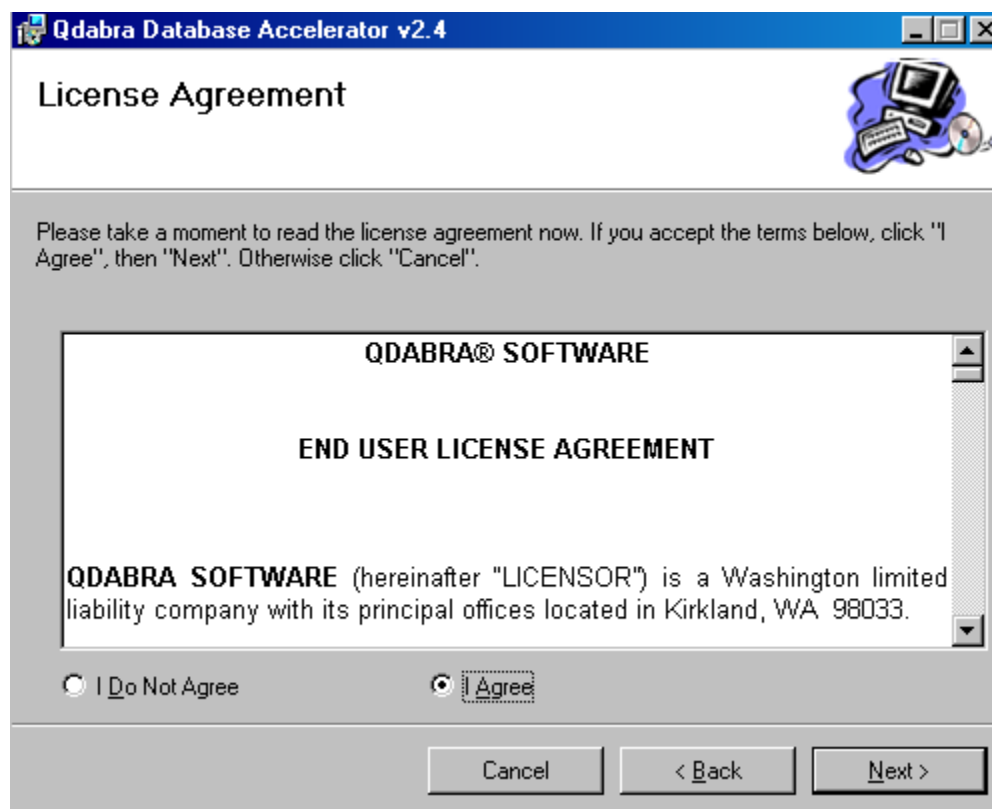 Qdabra Database Accelerator v2.4
License Agreement
Please take a moment to read the license agreement now. If you accept the terms below, click "I
Agree", then "Next". Otherwise click "Cancel".
QDABRA® SOFTWARE
END USER LICENSE AGREEMENT
QDABRA SOFTWARE (hereinafter "LICENSOR") is a Washington limited
liability company with its principal offices located in Kirkland, WA 98033.
I Do Not Agree
I Agree
Cancel
< Back
Next >